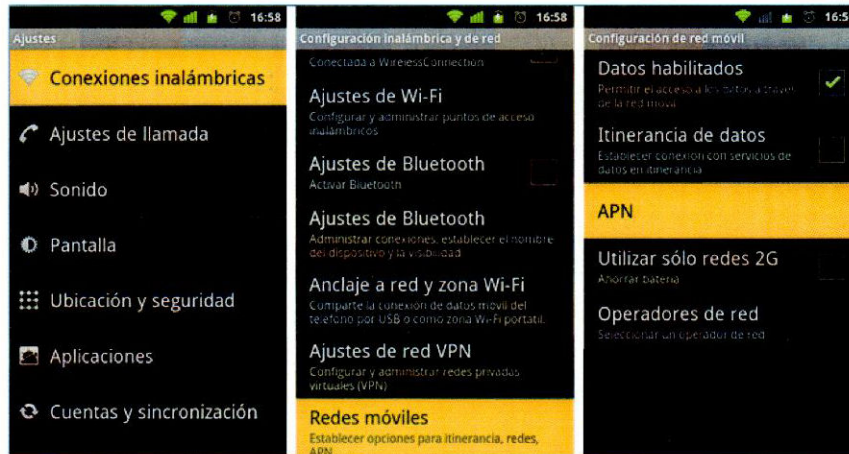 16:58
Ajustes
Conexiones inalámbricas
Ajustes de llamada
Sonido
Pantalla
Ubicación y seguridad
Aplicaciones
Cuentas y sincronización
16:58
Configuración inalámbrica y de red
Conectada a WirelessConnection
Ajustes de Wi-Fi
Configurar y administrar puntos de acceso
inalámbricos
Ajustes de Bluetooth
Activar Bluetooth
Ajustes de Bluetooth
Administrar conexiones, establecer el nombre
del dispositivo y la visibilidad
Anclaje a red y zona Wi-Fi
Comparte la conexión de datos móvil del
teléfono por USB o como zona Wi-Fi portátil.
Ajustes de red VPN
Configurar y administrar redes privadas
virtuales (VPN)
Redes móviles
Establecer opciones para itinerancia, redes,
APN
16:5
Configuración de red móvil
Datos habilitados
Permitir el acceso a los datos a través
de la red móvil
Itinerancia de datos
Establecer conexión con servicios de
datos en itinerancia
APN
Utilizar sólo redes 2G
Ahorrar batería
Operadores de red
Seleccionar un operador de red